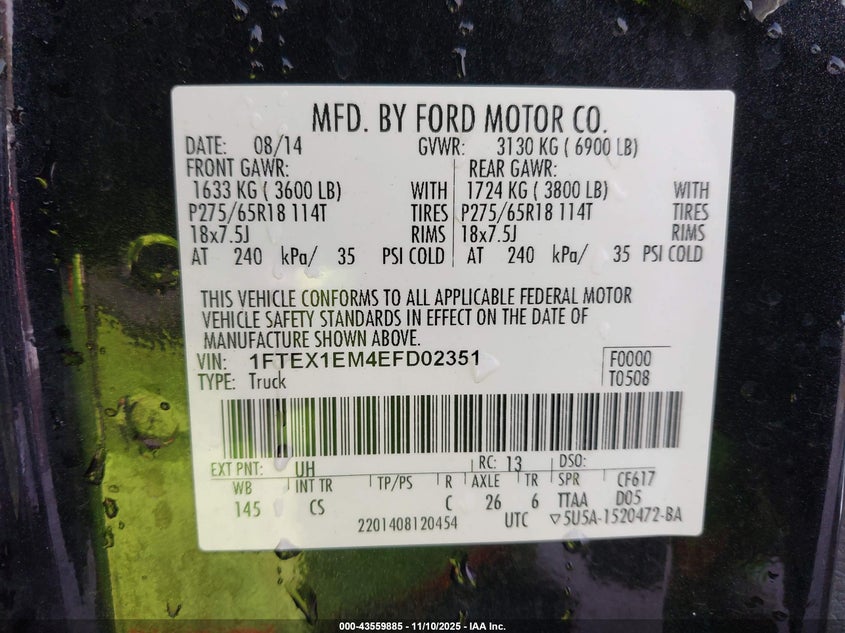 MFD. BY FORD MOTOR CO.
DATE: 08/14 GVWR: 3130 KG ( 6900 LB)
FRONT GAWR: REAR GAWR:
1633 KG ( 3600 LB) WITH 1724 KG ( 3800 LB) WITH
P275/65R18 114T TIRES P275/65R18 114T TIRES
18x7.5J RIMS 18x7.5J RIMS
AT 240 kPa/ 35 PSI COLD AT 240 kPa/ 35 PSI COLD
THIS VEHICLE CONFORMS TO ALL APPLICABLE FEDERAL MOTOR
VEHICLE SAFETY STANDARDS IN EFFECT ON THE DATE OF
MANUFACTURE SHOWN ABOVE.
VIN: 1FTEX1EM4EFD02351 F0000
TYPE: Truck T0508
EXT PNT: UH RC: 13 DSO:
WB INT TR TP/PS R AXLE TR SPR CF617
145 CS C 26 6 TTAA D05
2201408120454 UTC ▽5U5A-1520472-BA
000-43559885 - 11/10/2025 - IAA Inc.